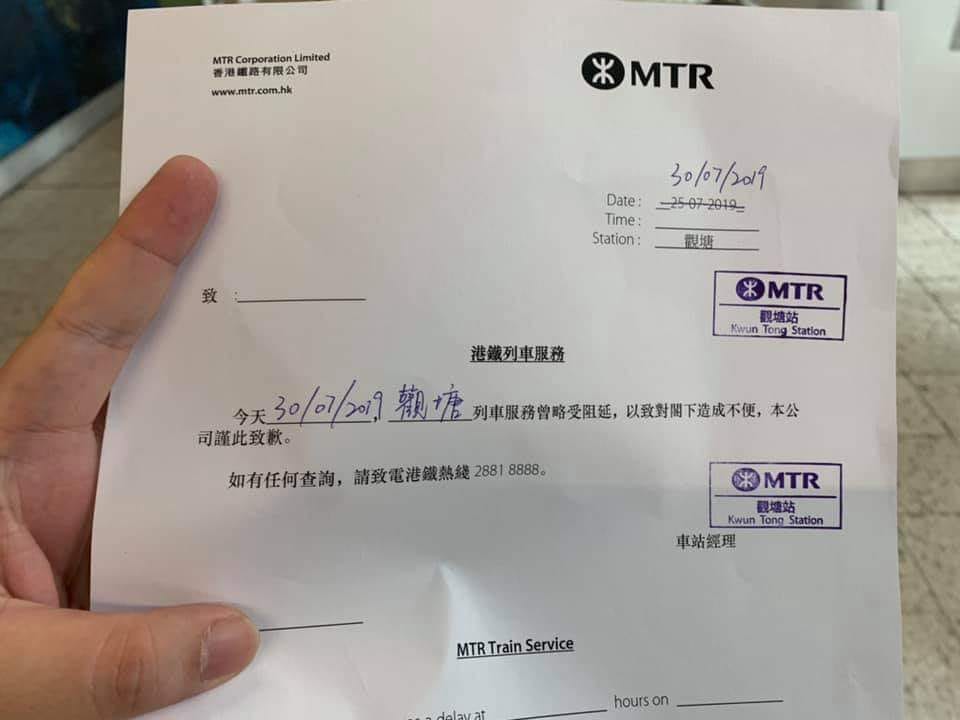 MTR Corporation Limited
香港鐵路有限公司
www.mtr.com.hk
MTR
30/07/2019
Date : 25-07-2019
Time :
Station : 觀塘
致 :
MTR
觀塘站
Kwun Tong Station
港鐵列車服務
今天 30/07/2019, 觀塘 列車服務曾略受阻延,以致對閣下造成不便,本公
司謹此致歉。
如有任何查詢,請致電港鐵熱綫 2881 8888。
MTR
觀塘站
Kwun Tong Station
車站經理
MTR Train Service
a delay at hours on